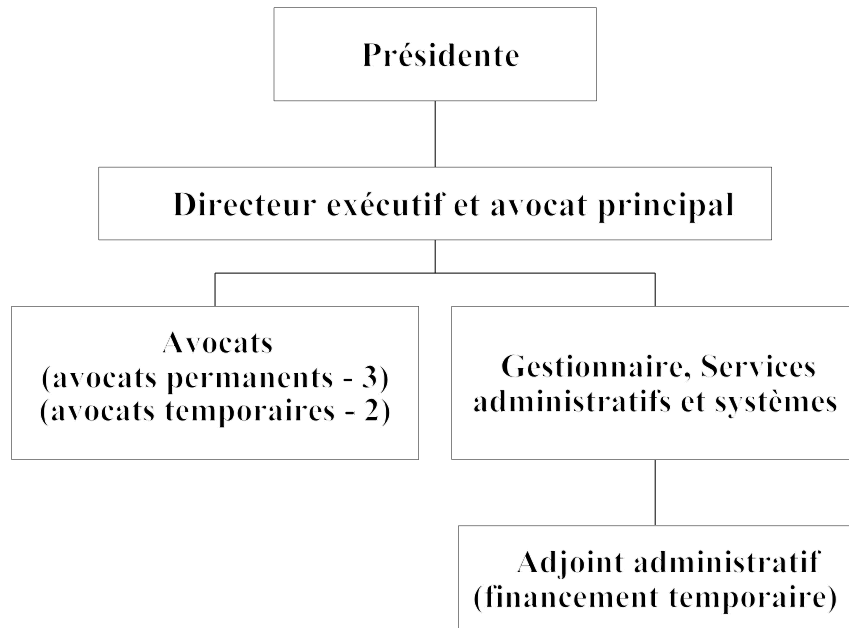 Présidente
Directeur exécutif et avocat principal
Avocats
(avocats permanents - 3)
(avocats temporaires - 2)
Gestionnaire, Services
administratifs et systèmes
Adjoint administratif
(financement temporaire)